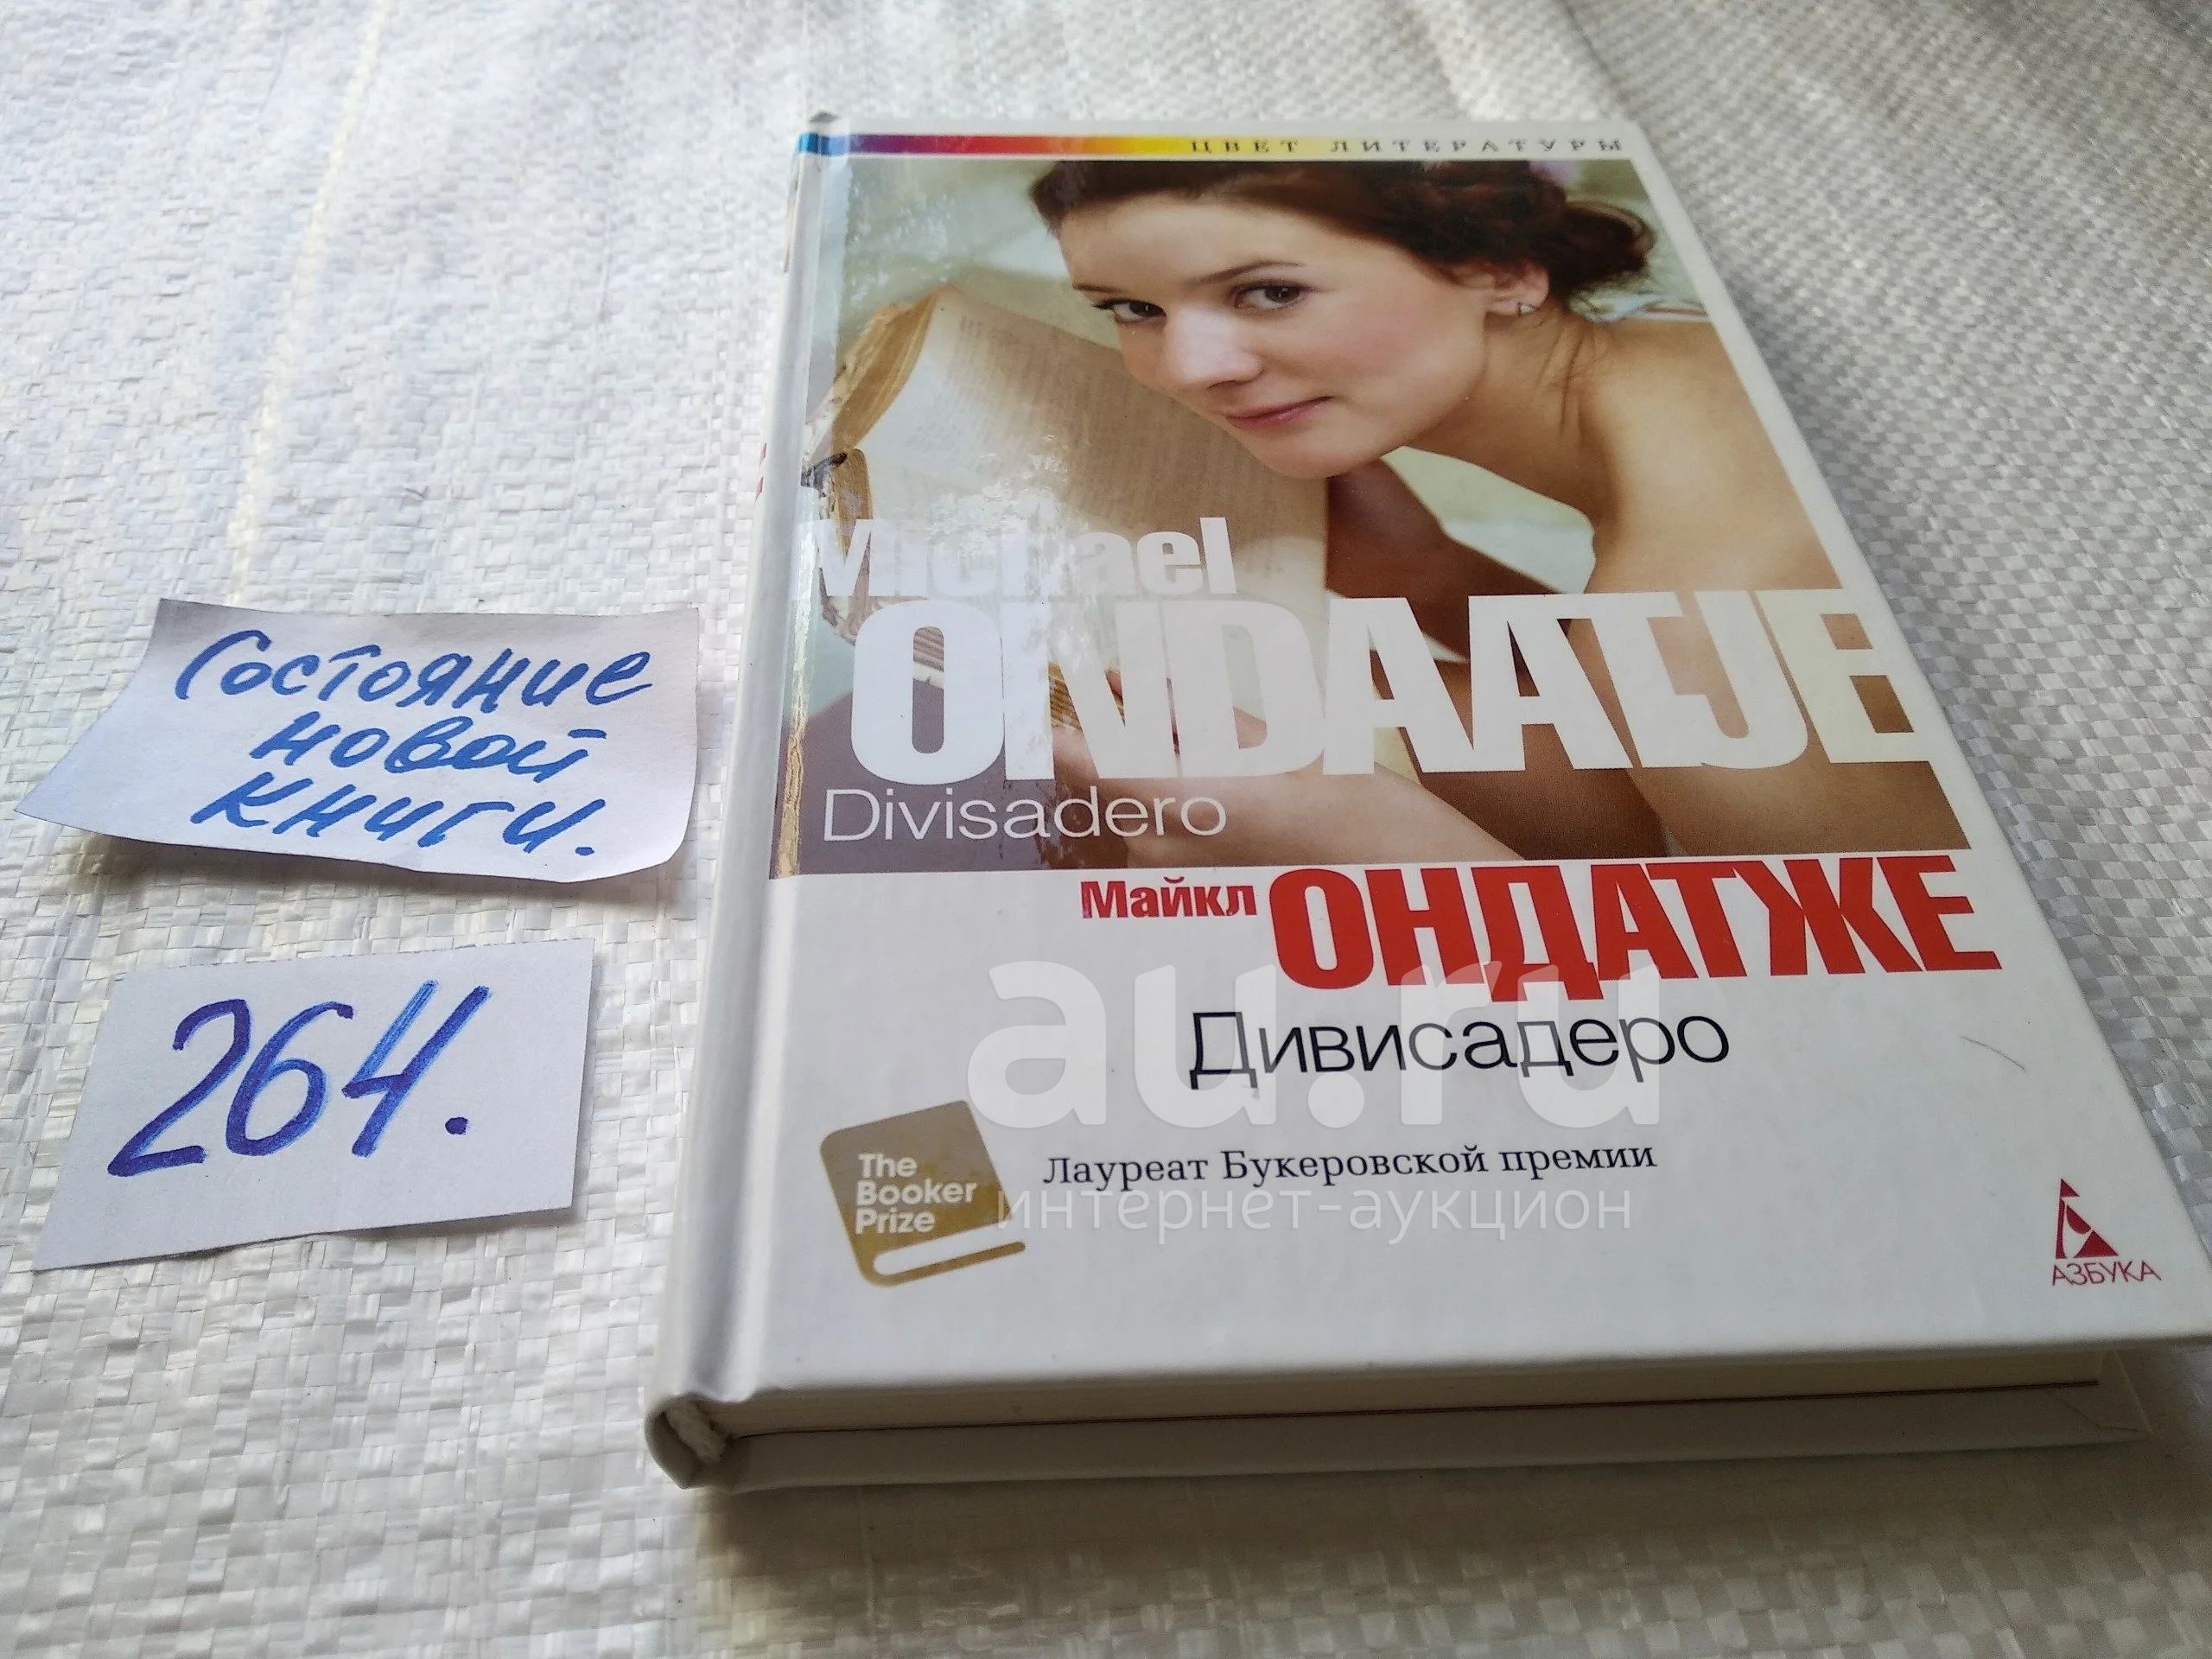 ЦВЕТ ЛИТЕРАТУРЫ
Michael
ONDAATJE
Divisadero
Майкл ОНДАТЖЕ
Дивисадеро
The
Booker
Prize
Лауреат Букеровской премии
АЗБУКА
Состояние
новой
книги.
264.
au.ru
интернет-аукцион